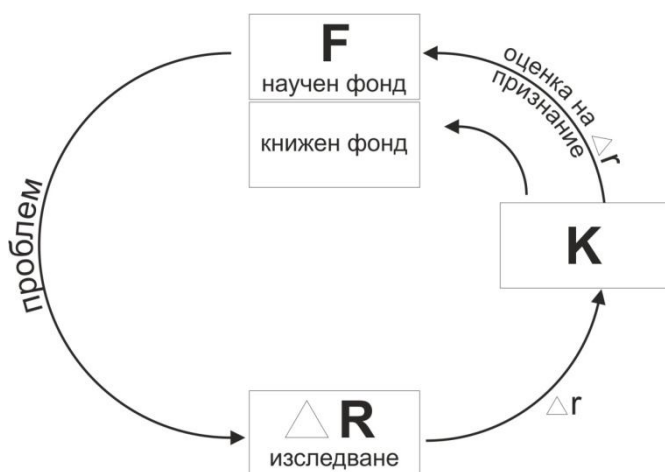 F
научен фонд
книжен фонд
оценка на
признание
△r
K
проблем
△r
△ R
изследване